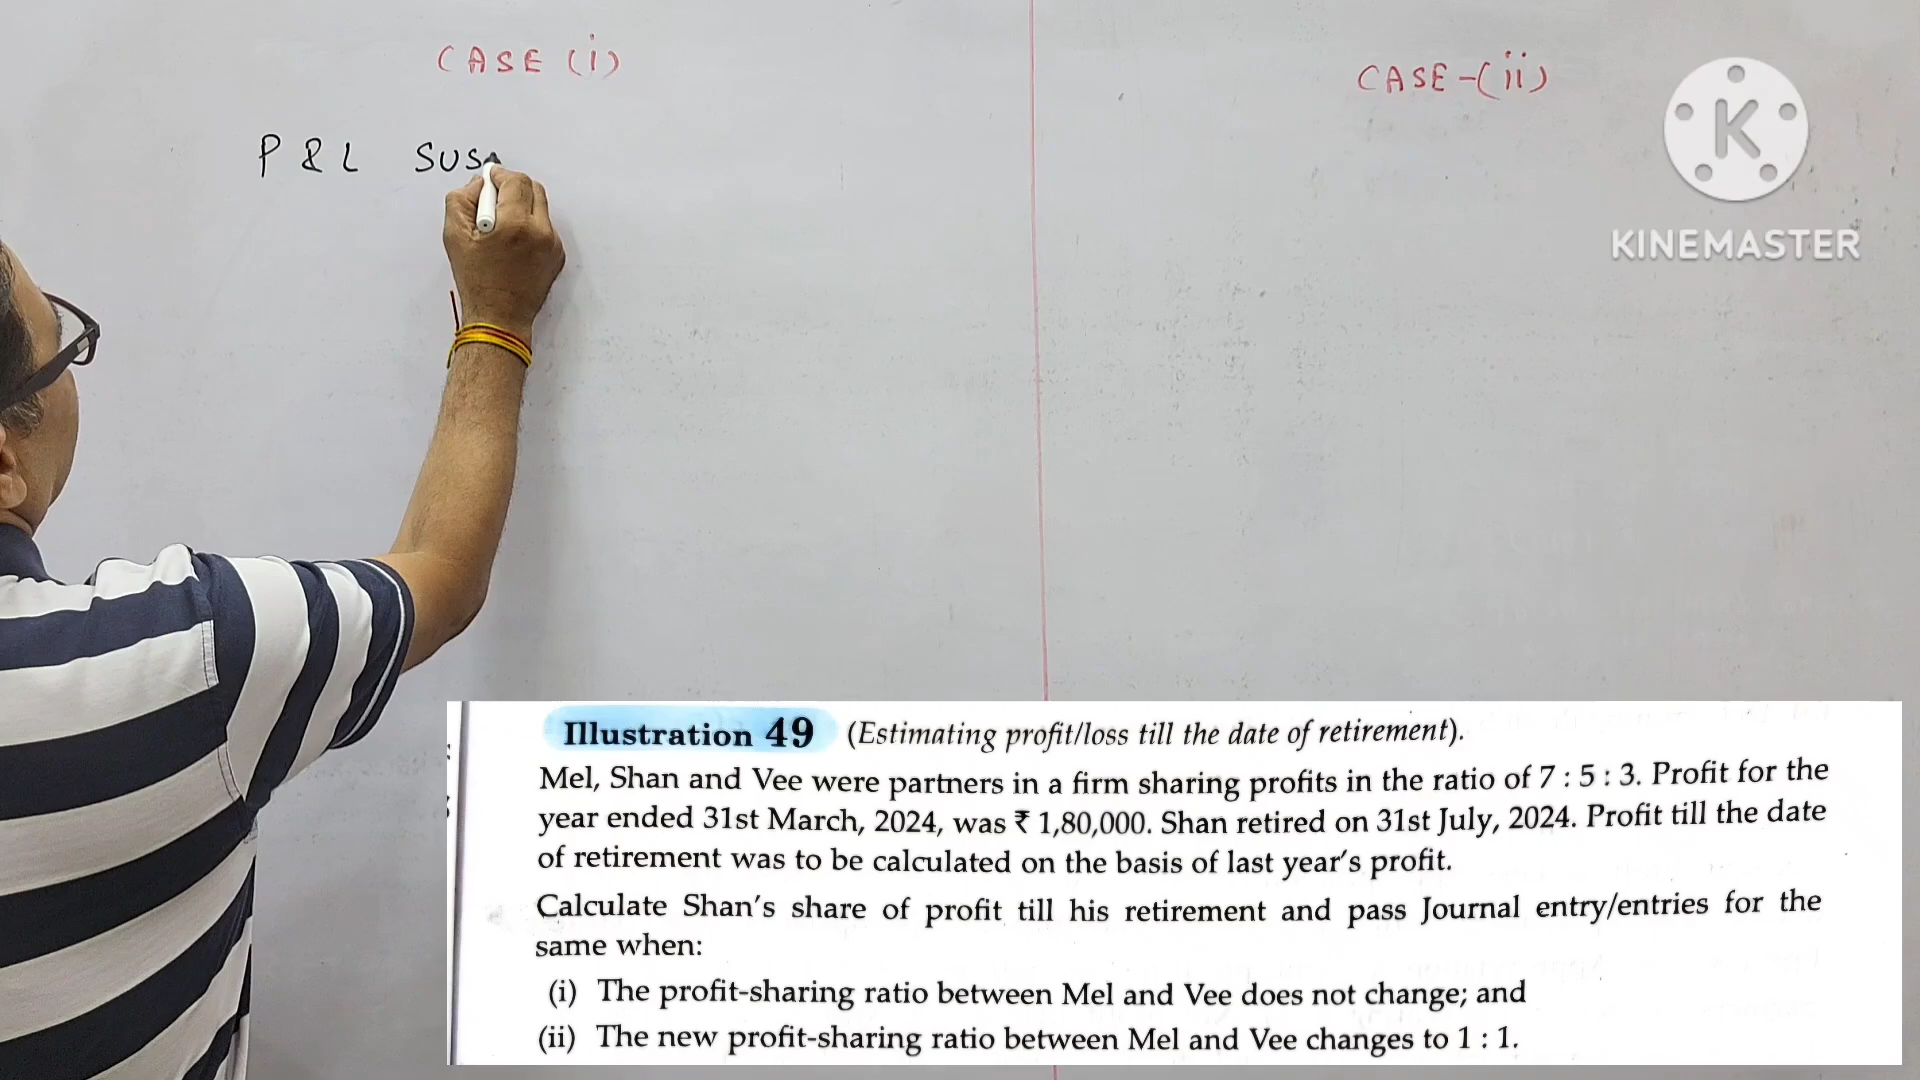 CASE (i)
CASE-(ii)
P & L SUS
KINEMASTER
Illustration 49 (Estimating profit/loss till the date of retirement).
Mel, Shan and Vee were partners in a firm sharing profits in the ratio of 7 : 5 : 3. Profit for the
year ended 31st March, 2024, was ₹ 1,80,000. Shan retired on 31st July, 2024. Profit till the date
of retirement was to be calculated on the basis of last year's profit.
Calculate Shan's share of profit till his retirement and pass Journal entry/entries for the
same when:
(i) The profit-sharing ratio between Mel and Vee does not change; and
(ii) The new profit-sharing ratio between Mel and Vee changes to 1 : 1.